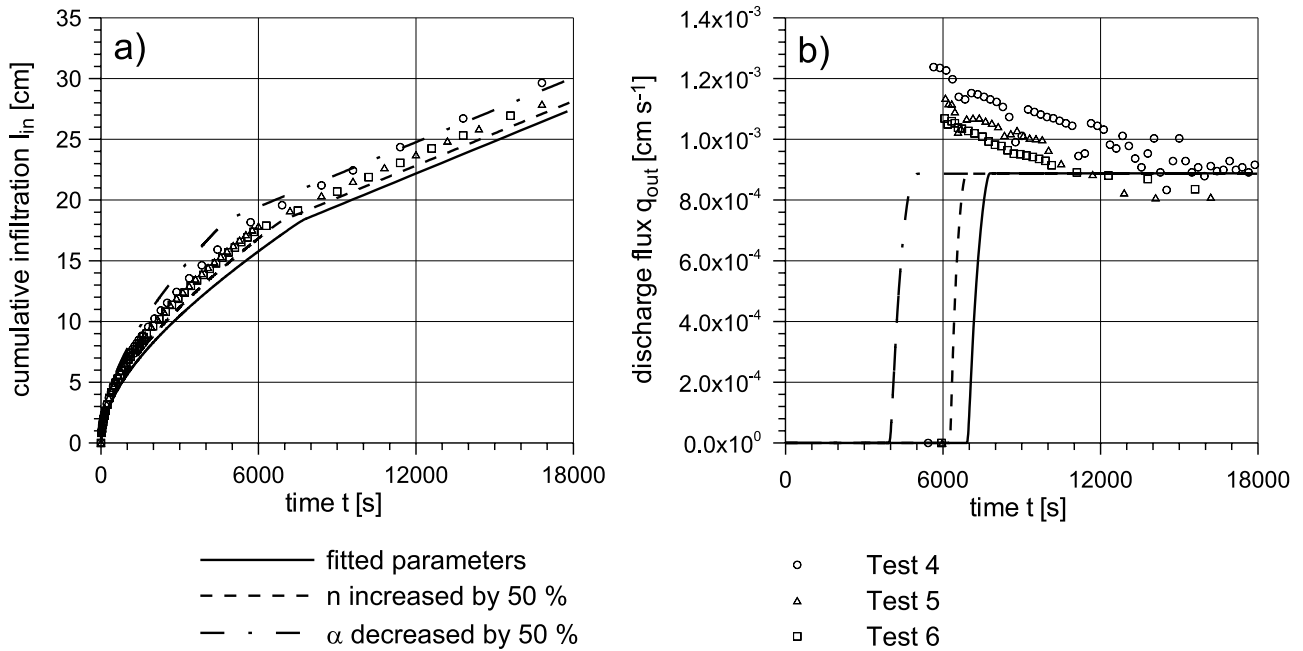 a)
cumulative infiltration I_in [cm]
35
30
25
20
15
10
5
0
0 6000 12000 18000
time t [s]
b)
discharge flux q_out [cm s⁻¹]
1.4x10⁻³
1.2x10⁻³
1.0x10⁻³
8.0x10⁻⁴
6.0x10⁻⁴
4.0x10⁻⁴
2.0x10⁻⁴
0.0x10⁰
0 6000 12000 18000
time t [s]
fitted parameters
n increased by 50 %
α decreased by 50 %
Test 4
Test 5
Test 6